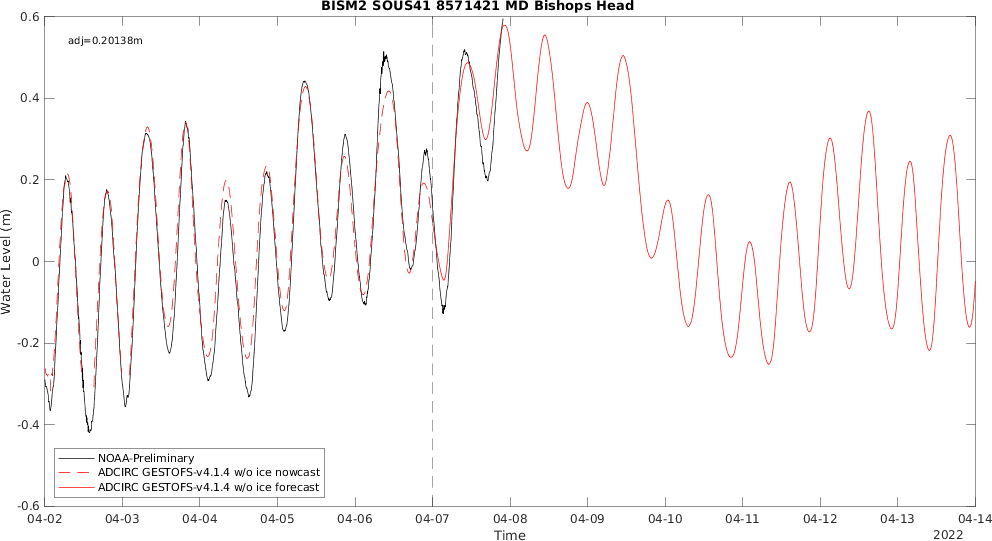 BISM2 SOUS41 8571421 MD Bishops Head
adj=0.20138m
Water Level (m)
0.6
0.4
0.2
0
-0.2
-0.4
-0.6
NOAA-Preliminary
ADCIRC GESTOFS-v4.1.4 w/o ice nowcast
ADCIRC GESTOFS-v4.1.4 w/o ice forecast
04-02 04-03 04-04 04-05 04-06 04-07 04-08 04-09 04-10 04-11 04-12 04-13 04-14
Time
2022